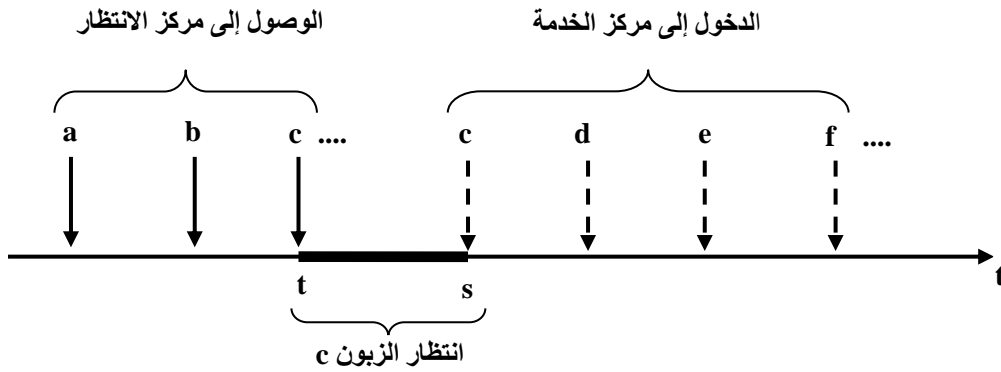 الوصول إلى مركز الانتظار
الدخول إلى مركز الخدمة
a b c .... c d e f ....
t s t
انتظار الزبون c